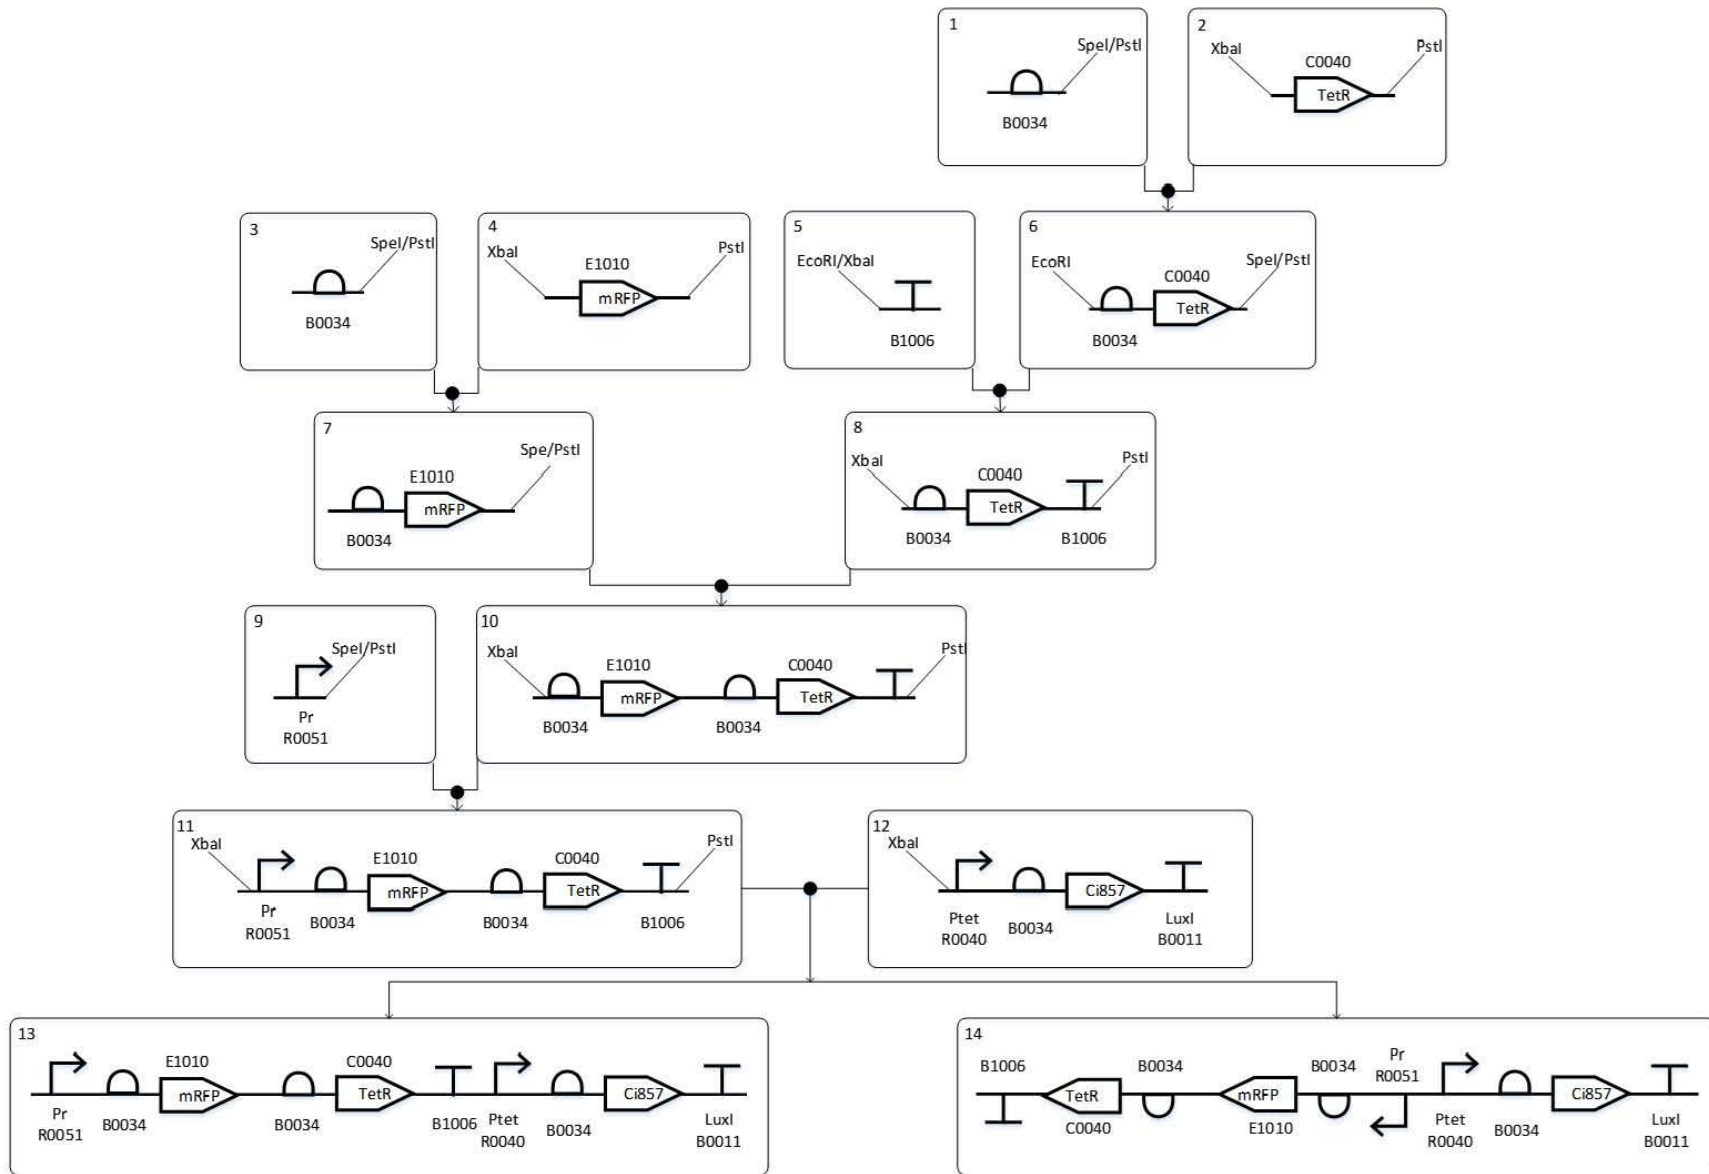 1
SpeI/PstI
B0034
2
XbaI
C0040
PstI
TetR
3
SpeI/PstI
B0034
4
XbaI
E1010
PstI
mRFP
5
EcoRI/XbaI
B1006
6
EcoRI
C0040
SpeI/PstI
TetR
B0034
7
E1010
Spe/PstI
mRFP
B0034
8
XbaI
C0040
PstI
TetR
B0034
B1006
9
SpeI/PstI
Pr
R0051
10
XbaI
E1010
C0040
PstI
mRFP
TetR
B0034
B0034
11
XbaI
E1010
C0040
PstI
mRFP
TetR
Pr
R0051
B0034
B0034
B1006
12
XbaI
Ci857
Ptet
R0040
B0034
LuxI
B0011
13
E1010
C0040
mRFP
TetR
Ci857
Pr
R0051
B0034
B0034
B1006
Ptet
R0040
B0034
LuxI
B0011
14
B1006
B0034
B0034
Pr
R0051
TetR
mRFP
Ci857
C0040
E1010
Ptet
R0040
B0034
LuxI
B0011